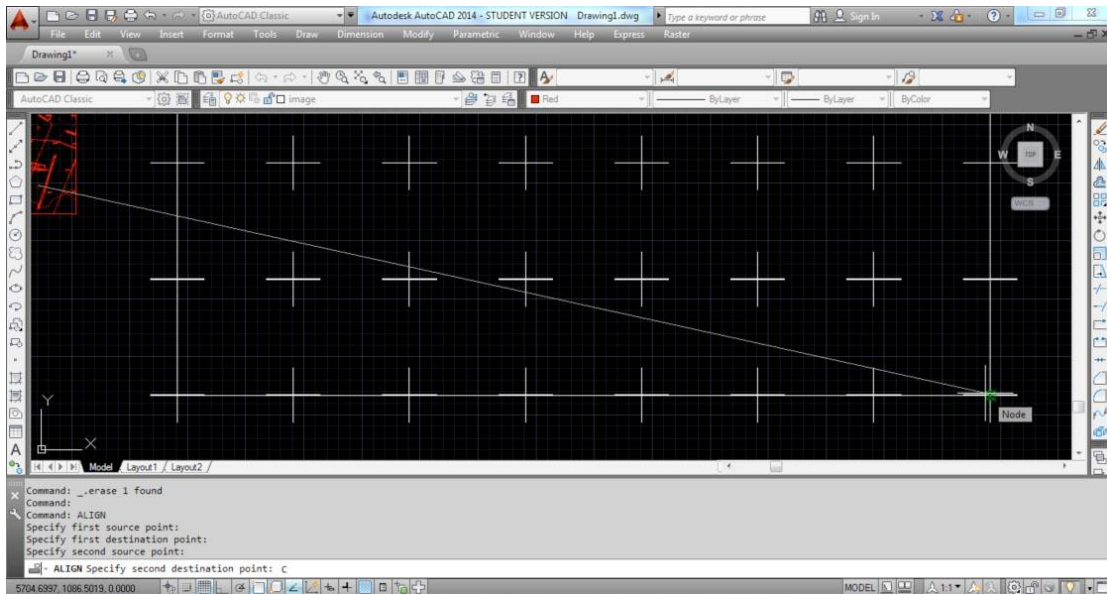 AutoCAD Classic
Autodesk AutoCAD 2014 - STUDENT VERSION Drawing1.dwg
Type a keyword or phrase
Sign In
File Edit View Insert Format Tools Draw Dimension Modify Parametric Window Help Express Raster
Drawing1*
AutoCAD Classic
image
Red
ByLayer
ByLayer
ByColor
N
W TOP E
S
WCS
Y
X
Node
Model Layout1 Layout2
Command: _.erase 1 found
Command:
Command: ALIGN
Specify first source point:
Specify first destination point:
Specify second source point:
ALIGN Specify second destination point: C
5704.6997, 1086.5019, 0.0000
MODEL
1:1